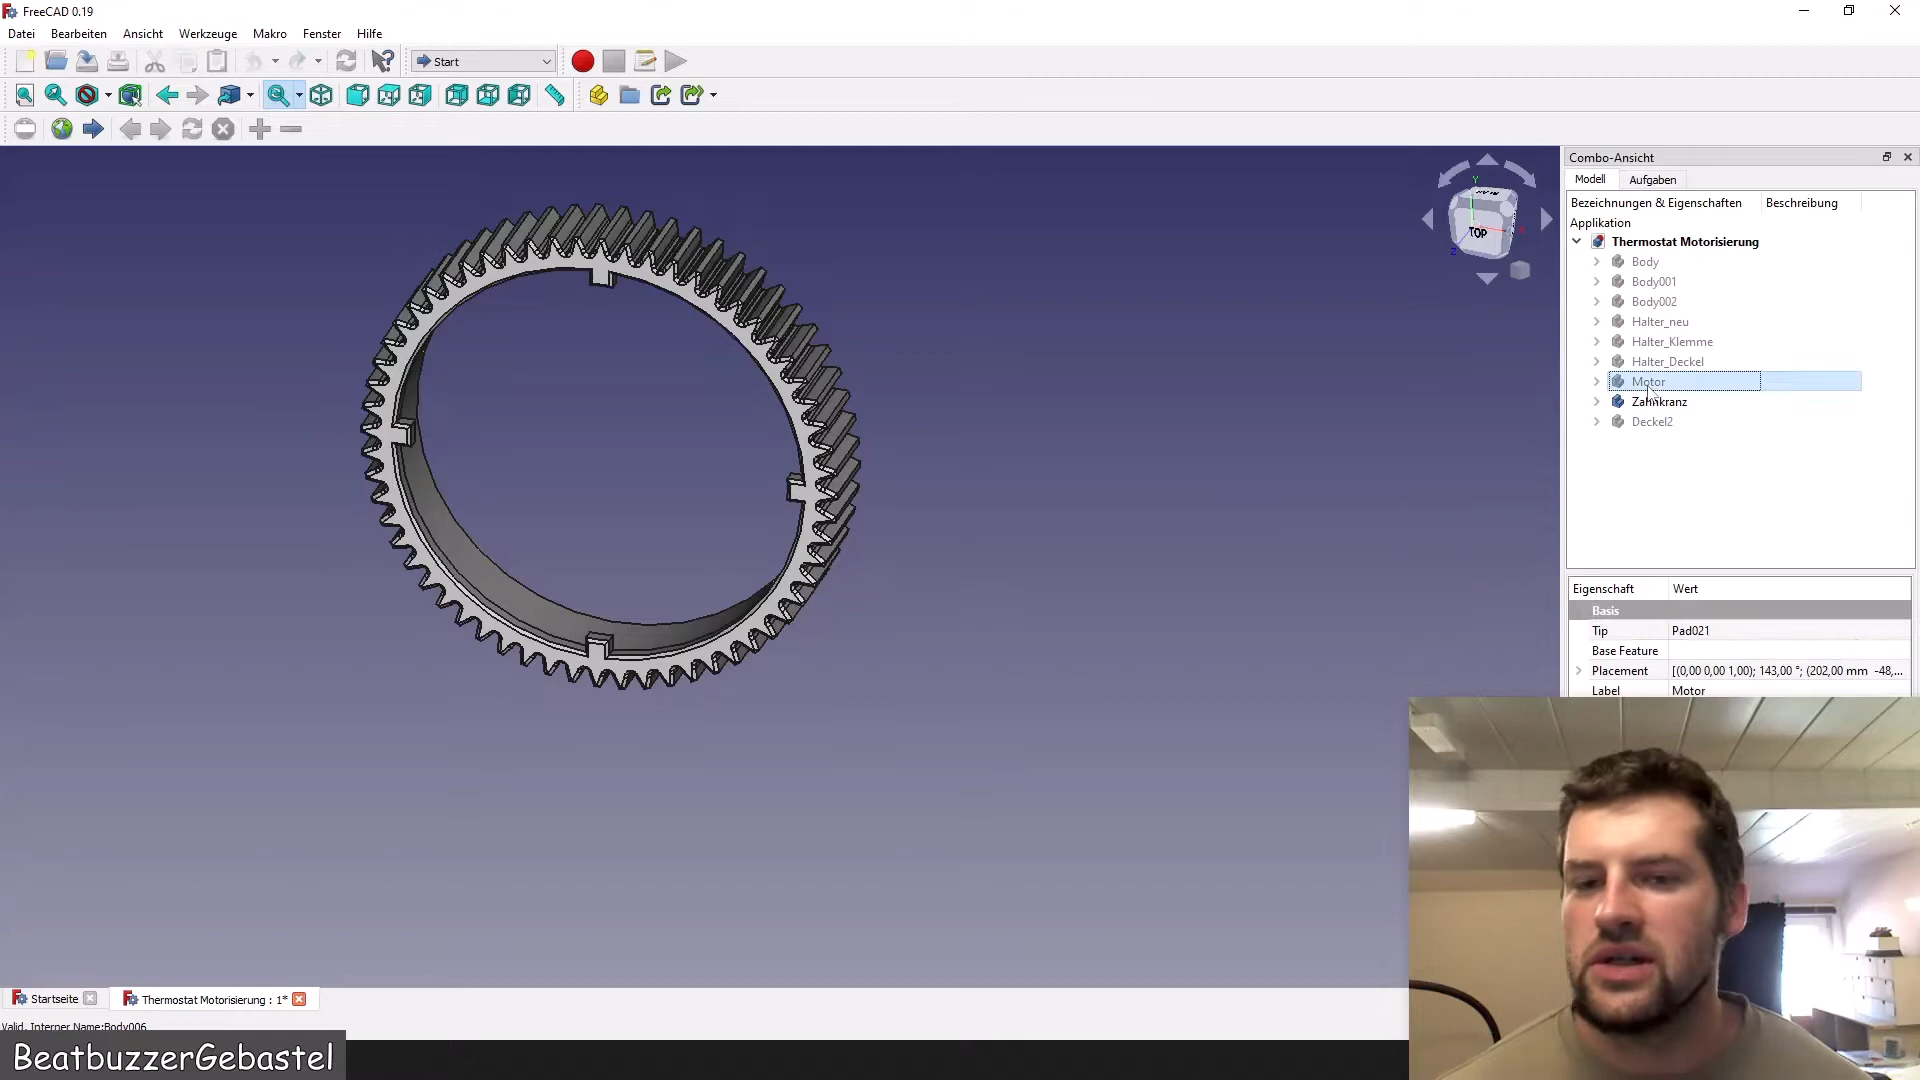 FreeCAD 0.19
Datei Bearbeiten Ansicht Werkzeuge Makro Fenster Hilfe
Start
Combo-Ansicht
Modell Aufgaben
Bezeichnungen & Eigenschaften Beschreibung
Applikation
Thermostat Motorisierung
Body
Body001
Body002
Halter_neu
Halter_Klemme
Halter_Deckel
Motor
Zahnkranz
Deckel2
TOP
X
Y
Z
Eigenschaft Wert
Basis
Tip Pad021
Base Feature
Placement [(0,00 0,00 1,00); 143,00 °; (202,00 mm -48,...
Label Motor
Startseite Thermostat Motorisierung : 1*
Valid, Interner Name:Body006
BeatbuzzerGebastel